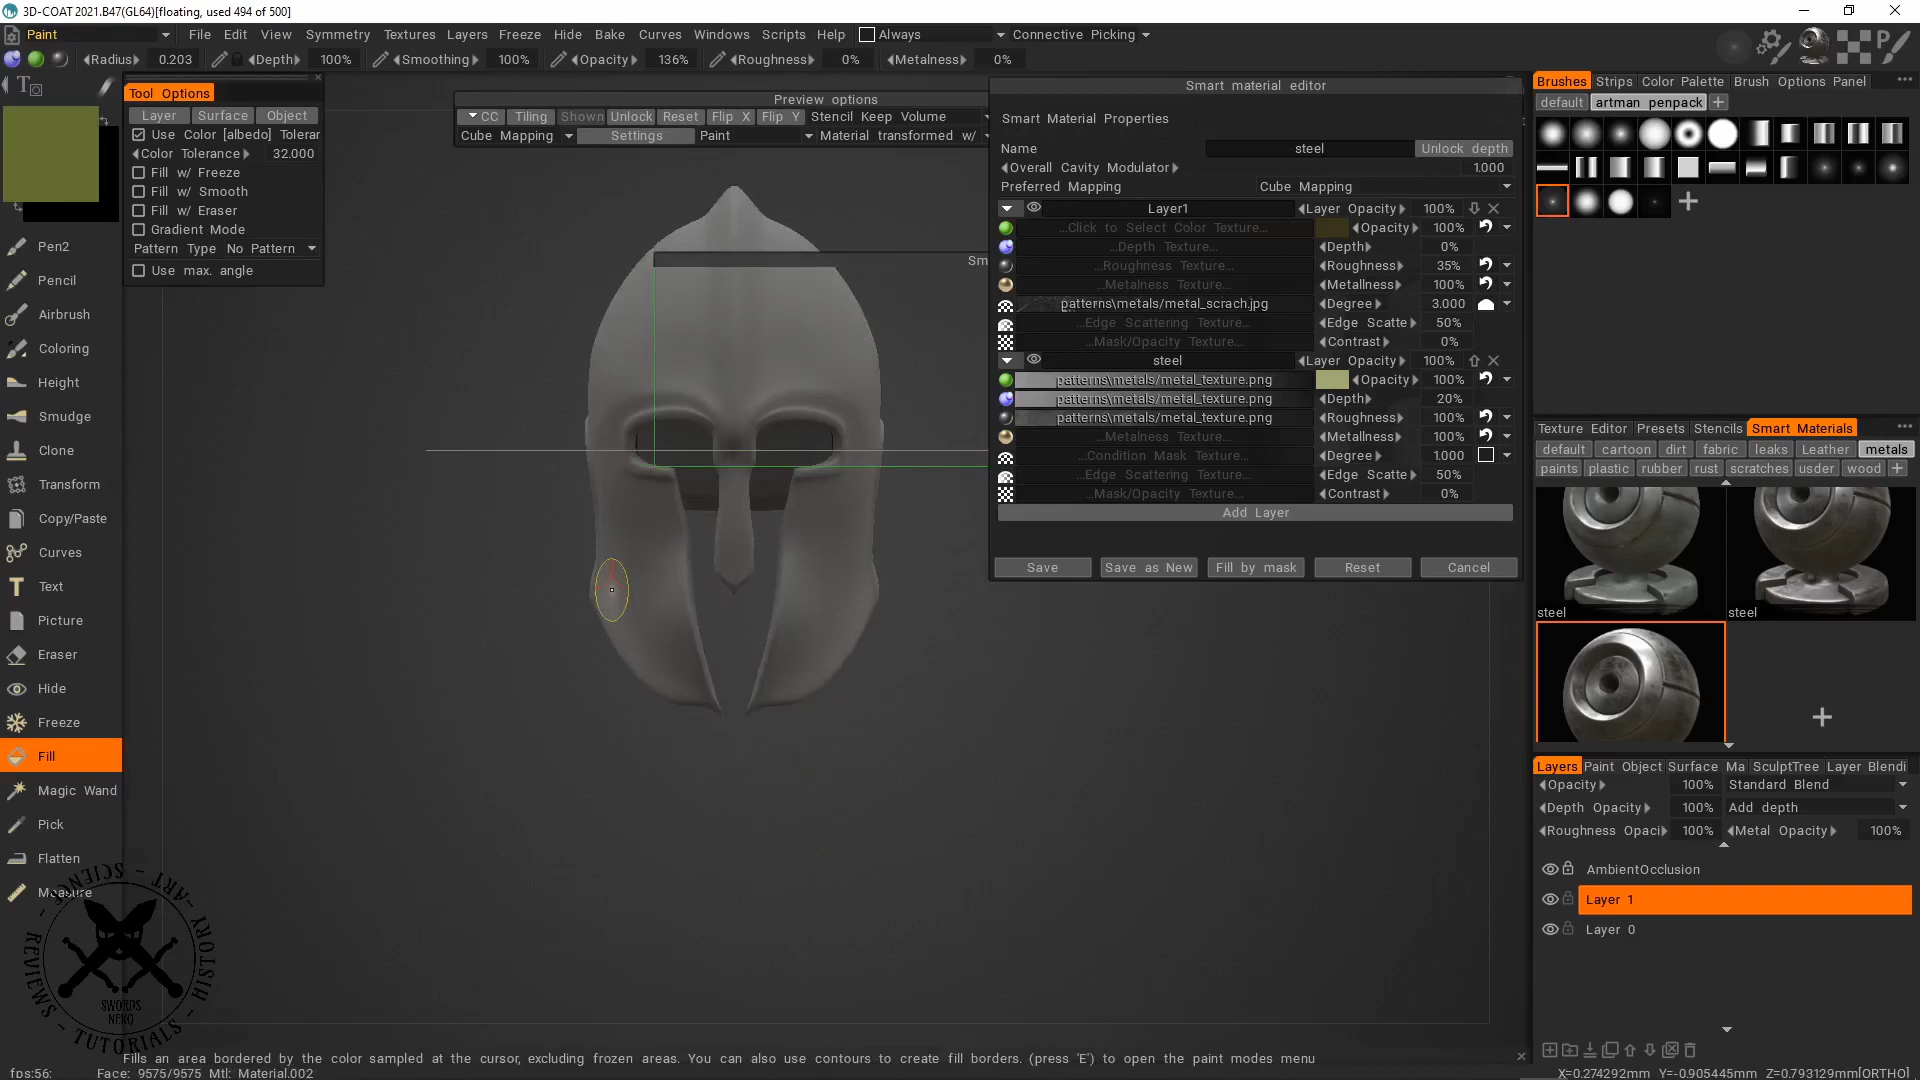 3D-COAT 2021.B47(GL64)[floating, used 494 of 500]
Paint File Edit View Symmetry Textures Layers Freeze Hide Bake Curves Windows Scripts Help Always Connective Picking
Radius 0.203 Depth 100% Smoothing 100% Opacity 136% Roughness 0% Metalness 0%
Tool Options
Layer Surface Object
Use Color [albedo] Tolerar
Color Tolerance 32.000
Fill w/ Freeze
Fill w/ Smooth
Fill w/ Eraser
Gradient Mode
Pattern Type No Pattern
Use max. angle
Pen2
Pencil
Airbrush
Coloring
Height
Smudge
Clone
Transform
Copy/Paste
Curves
Text
Picture
Eraser
Hide
Freeze
Fill
Magic Wand
Pick
Flatten
Measure
Preview options
CC Tiling Shown Unlock Reset Flip X Flip Y Stencil Keep Volume
Cube Mapping Settings Paint Material transformed w/
Sm
Smart material editor
Smart Material Properties
Name steel Unlock depth
Overall Cavity Modulator 1.000
Preferred Mapping Cube Mapping
Layer1 Layer Opacity 100%
...Click to Select Color Texture... Opacity 100%
...Depth Texture... Depth 0%
...Roughness Texture... Roughness 35%
...Metalness Texture... Metallness 100%
patterns\metals/metal_scrach.jpg Degree 3.000
...Edge Scattering Texture... Edge Scatte 50%
...Mask/Opacity Texture... Contrast 0%
steel Layer Opacity 100%
patterns\metals/metal_texture.png Opacity 100%
patterns\metals/metal_texture.png Depth 20%
patterns\metals/metal_texture.png Roughness 100%
...Metalness Texture... Metallness 100%
...Condition Mask Texture... Degree 1.000
...Edge Scattering Texture... Edge Scatte 50%
...Mask/Opacity Texture... Contrast 0%
Add Layer
Save Save as New Fill by mask Reset Cancel
Brushes Strips Color Palette Brush Options Panel
default artman penpack
Texture Editor Presets Stencils Smart Materials
default cartoon dirt fabric leaks Leather metals
paints plastic rubber rust scratches usder wood
steel steel
Layers Paint Object Surface Ma SculptTree Layer Blendi
Opacity 100% Standard Blend
Depth Opacity 100% Add depth
Roughness Opaci 100% Metal Opacity 100%
AmbientOcclusion
Layer 1
Layer 0
SCIENCE - ART - HISTORY - TUTORIALS - REVIEWS
SWORDS
NEKO
Fills an area bordered by the color sampled at the cursor, excluding frozen areas. You can also use contours to create fill borders. (press 'E') to open the paint modes menu
fps:56; Face: 9575/9575 Mtl: Material.002 X=0.274292mm Y=-0.905445mm Z=0.793129mm[ORTHO]